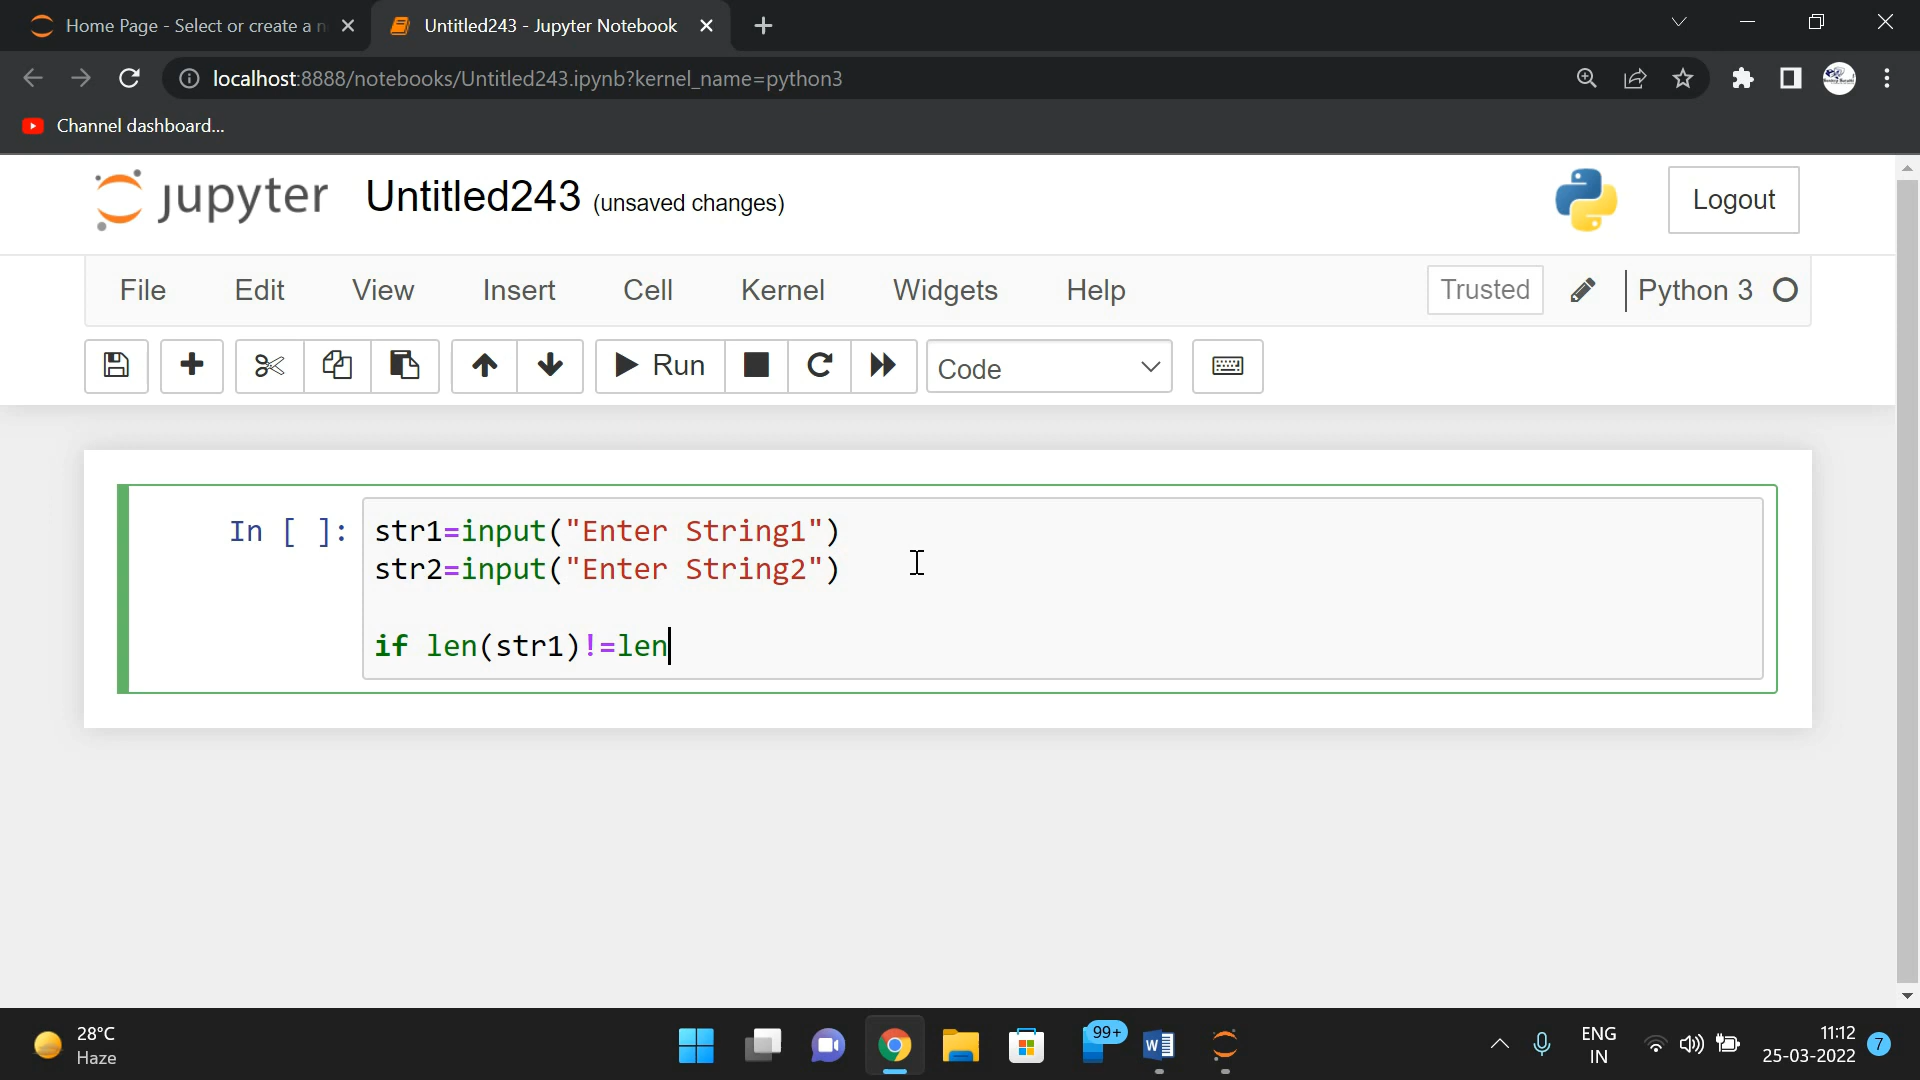 Home Page - Select or create a n
Untitled243 - Jupyter Notebook
localhost:8888/notebooks/Untitled243.ipynb?kernel_name=python3
Channel dashboard...
jupyter Untitled243 (unsaved changes)
Logout
File Edit View Insert Cell Kernel Widgets Help Trusted Python 3
Run Code
In [ ]: str1=input("Enter String1")
str2=input("Enter String2")
if len(str1)!=len
28°C
Haze
99+
W
ENG
IN
11:12
25-03-2022
7